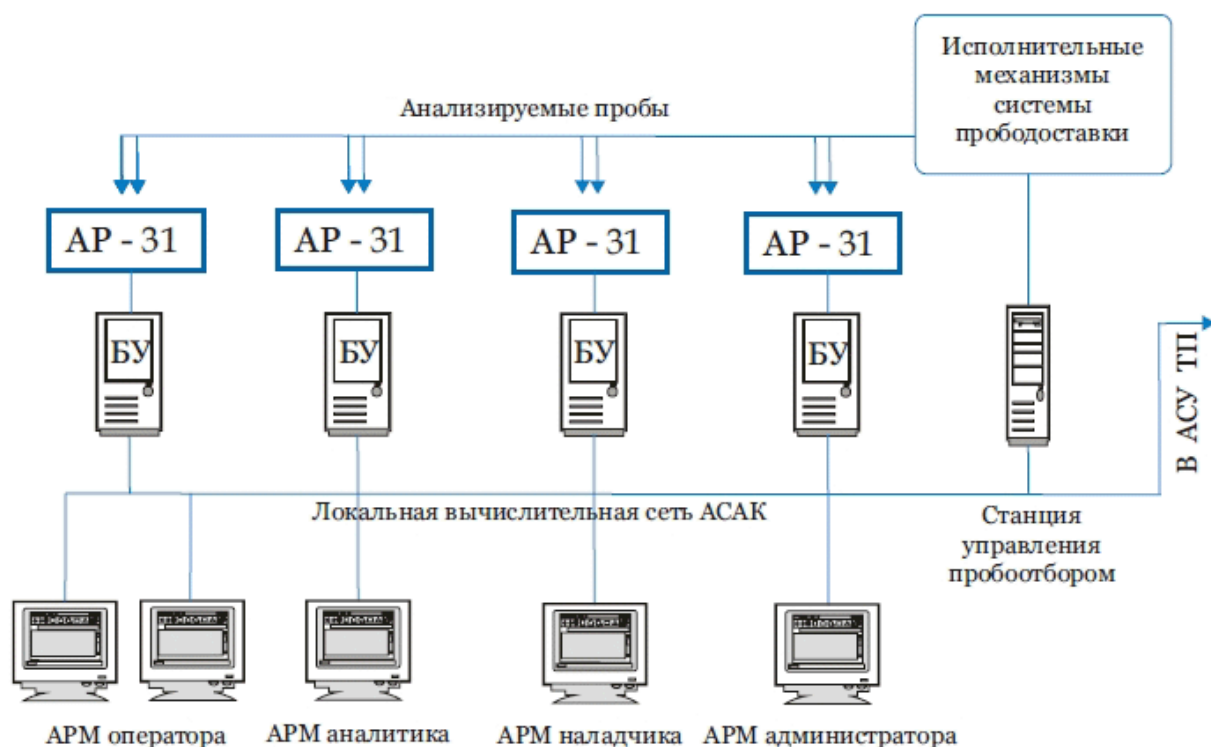 Исполнительные
механизмы
системы
прободоставки
Анализируемые пробы
АР - 31
АР - 31
АР - 31
АР - 31
БУ
БУ
БУ
БУ
В АСУ ТП
Локальная вычислительная сеть АСАК
Станция
управления
пробоотбором
АРМ оператора
АРМ аналитика
АРМ наладчика
АРМ администратора